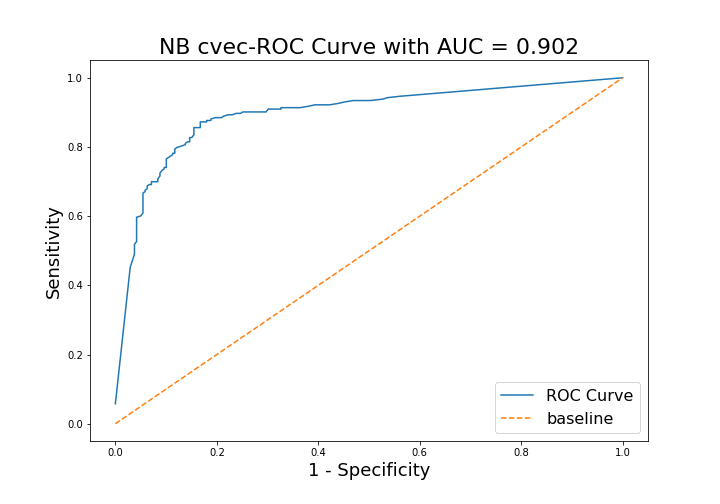 NB cvec-ROC Curve with AUC = 0.902
1.0
0.8
0.6
0.4
0.2
0.0
Sensitivity
0.0 0.2 0.4 0.6 0.8 1.0
1 - Specificity
ROC Curve
baseline